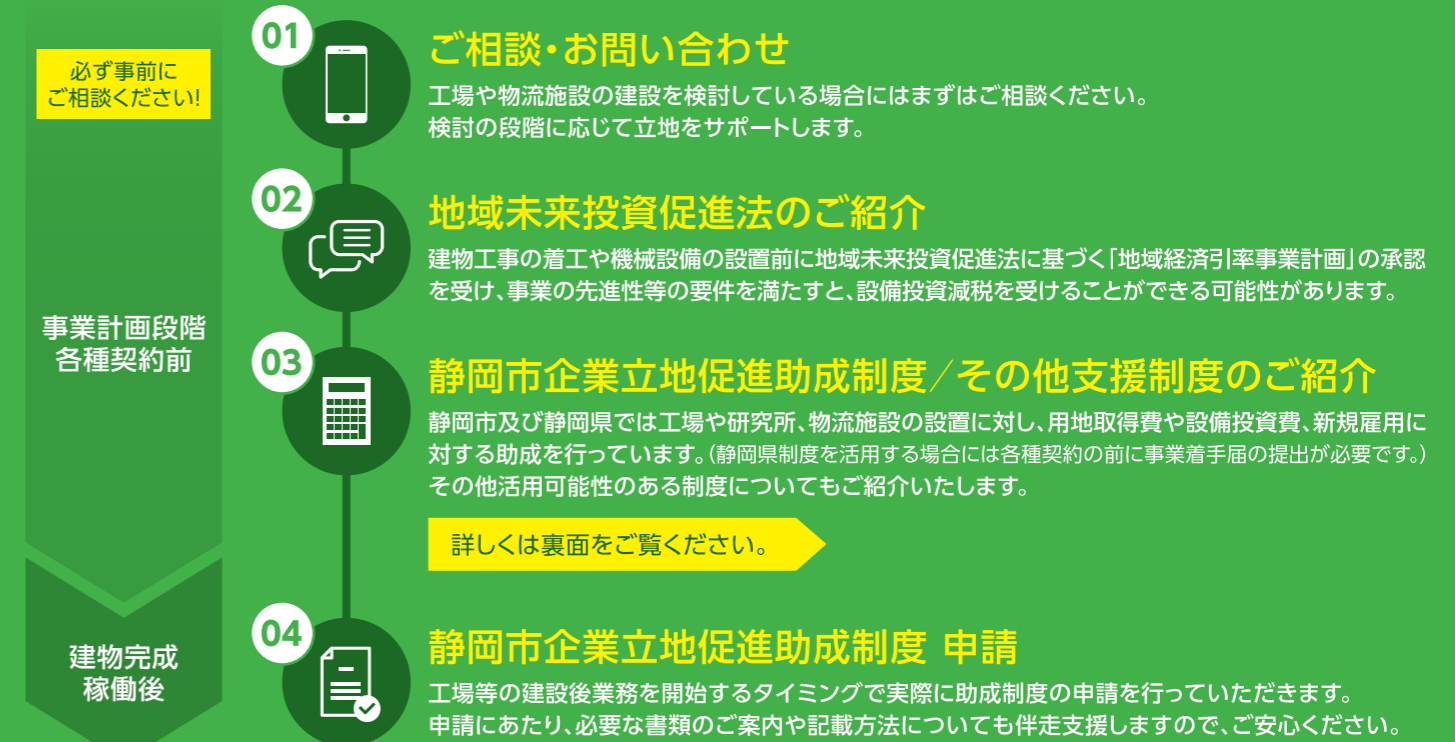 必ず事前に
ご相談ください!
事業計画段階
各種契約前
建物完成
稼働後
01
ご相談・お問い合わせ
工場や物流施設の建設を検討している場合にはまずはご相談ください。
検討の段階に応じて立地をサポートします。
02
地域未来投資促進法のご紹介
建物工事の着工や機械設備の設置前に地域未来投資促進法に基づく「地域経済引率事業計画」の承認
を受け、事業の先進性等の要件を満たすと、設備投資減税を受けることができる可能性があります。
03
静岡市企業立地促進助成制度/その他支援制度のご紹介
静岡市及び静岡県では工場や研究所、物流施設の設置に対し、用地取得費や設備投資費、新規雇用に
対する助成を行っています。(静岡県制度を活用する場合には各種契約の前に事業着手届の提出が必要です。)
その他活用可能性のある制度についてもご紹介いたします。
詳しくは裏面をご覧ください。
04
静岡市企業立地促進助成制度 申請
工場等の建設後業務を開始するタイミングで実際に助成制度の申請を行っていただきます。
申請にあたり、必要な書類のご案内や記載方法についても伴走支援しますので、ご安心ください。